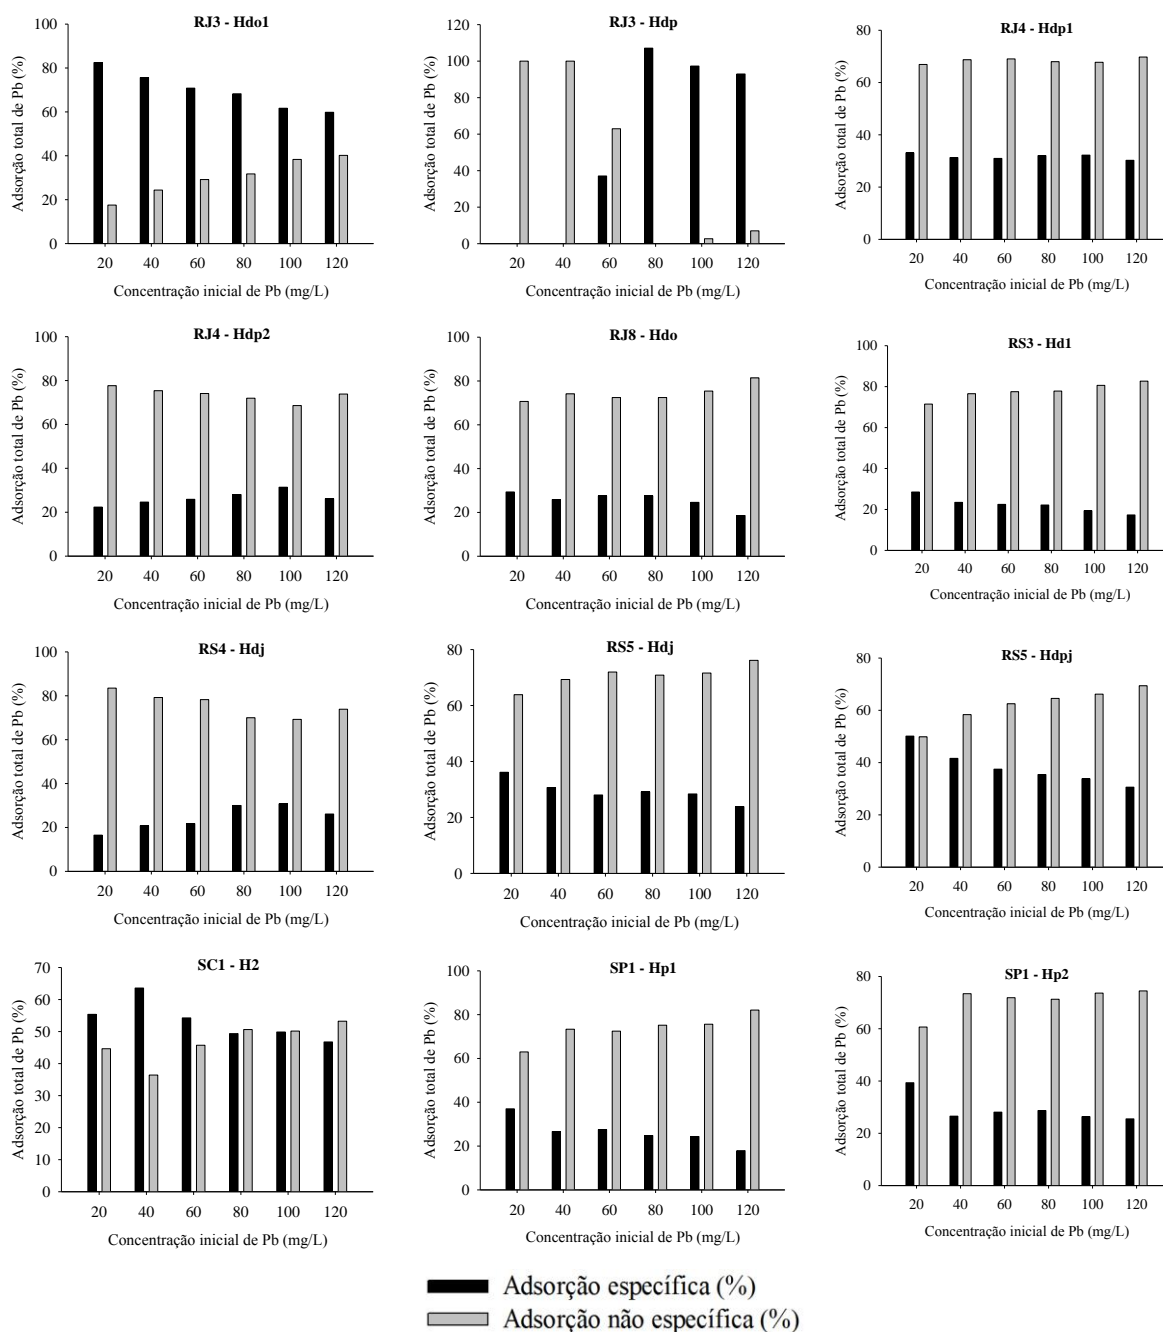 RJ3 - Hdo1
Adsorção total de Pb (%)
100
80
60
40
20
0
20 40 60 80 100 120
Concentração inicial de Pb (mg/L)
RJ3 - Hdp
Adsorção total de Pb (%)
120
100
80
60
40
20
0
20 40 60 80 100 120
Concentração inicial de Pb (mg/L)
RJ4 - Hdp1
Adsorção total de Pb (%)
80
60
40
20
0
20 40 60 80 100 120
Concentração inicial de Pb (mg/L)
RJ4 - Hdp2
Adsorção total de Pb (%)
100
80
60
40
20
0
20 40 60 80 100 120
Concentração inicial de Pb (mg/L)
RJ8 - Hdo
Adsorção total de Pb (%)
100
80
60
40
20
0
20 40 60 80 100 120
Concentração inicial de Pb (mg/L)
RS3 - Hd1
Adsorção total de Pb (%)
100
80
60
40
20
0
20 40 60 80 100 120
Concentração inicial de Pb (mg/L)
RS4 - Hdj
Adsorção total de Pb (%)
100
80
60
40
20
0
20 40 60 80 100 120
Concentração inicial de Pb (mg/L)
RS5 - Hdj
Adsorção total de Pb (%)
80
60
40
20
0
20 40 60 80 100 120
Concentração inicial de Pb (mg/L)
RS5 - Hdpj
Adsorção total de Pb (%)
80
60
40
20
0
20 40 60 80 100 120
Concentração inicial de Pb (mg/L)
SC1 - H2
Adsorção total de Pb (%)
70
60
50
40
30
20
10
0
20 40 60 80 100 120
Concentração inicial de Pb (mg/L)
SP1 - Hp1
Adsorção total de Pb (%)
100
80
60
40
20
0
20 40 60 80 100 120
Concentração inicial de Pb (mg/L)
SP1 - Hp2
Adsorção total de Pb (%)
80
60
40
20
0
20 40 60 80 100 120
Concentração inicial de Pb (mg/L)
Adsorção específica (%)
Adsorção não específica (%)